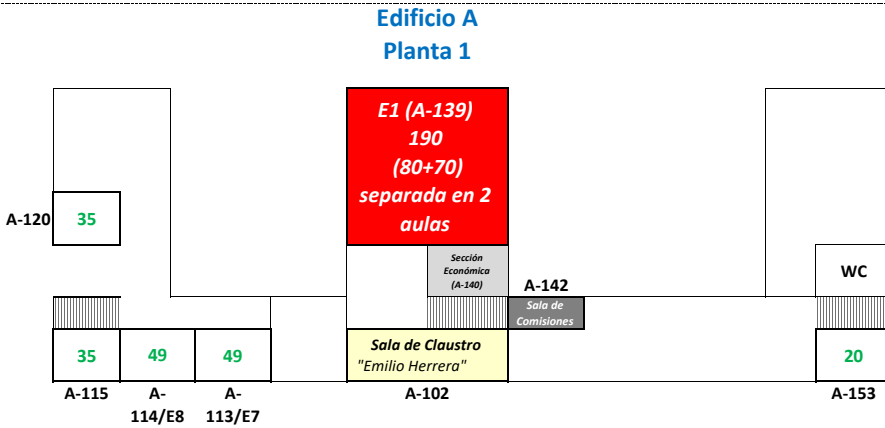 Edificio A
Planta 1
E1 (A-139)
190
(80+70)
separada en 2
aulas
A-120
35
Sección
Económica
(A-140)
A-142
WC
Sala de
Comisiones
35
49
49
Sala de Claustro
"Emilio Herrera"
20
A-115
A-
114/E8
A-
113/E7
A-102
A-153